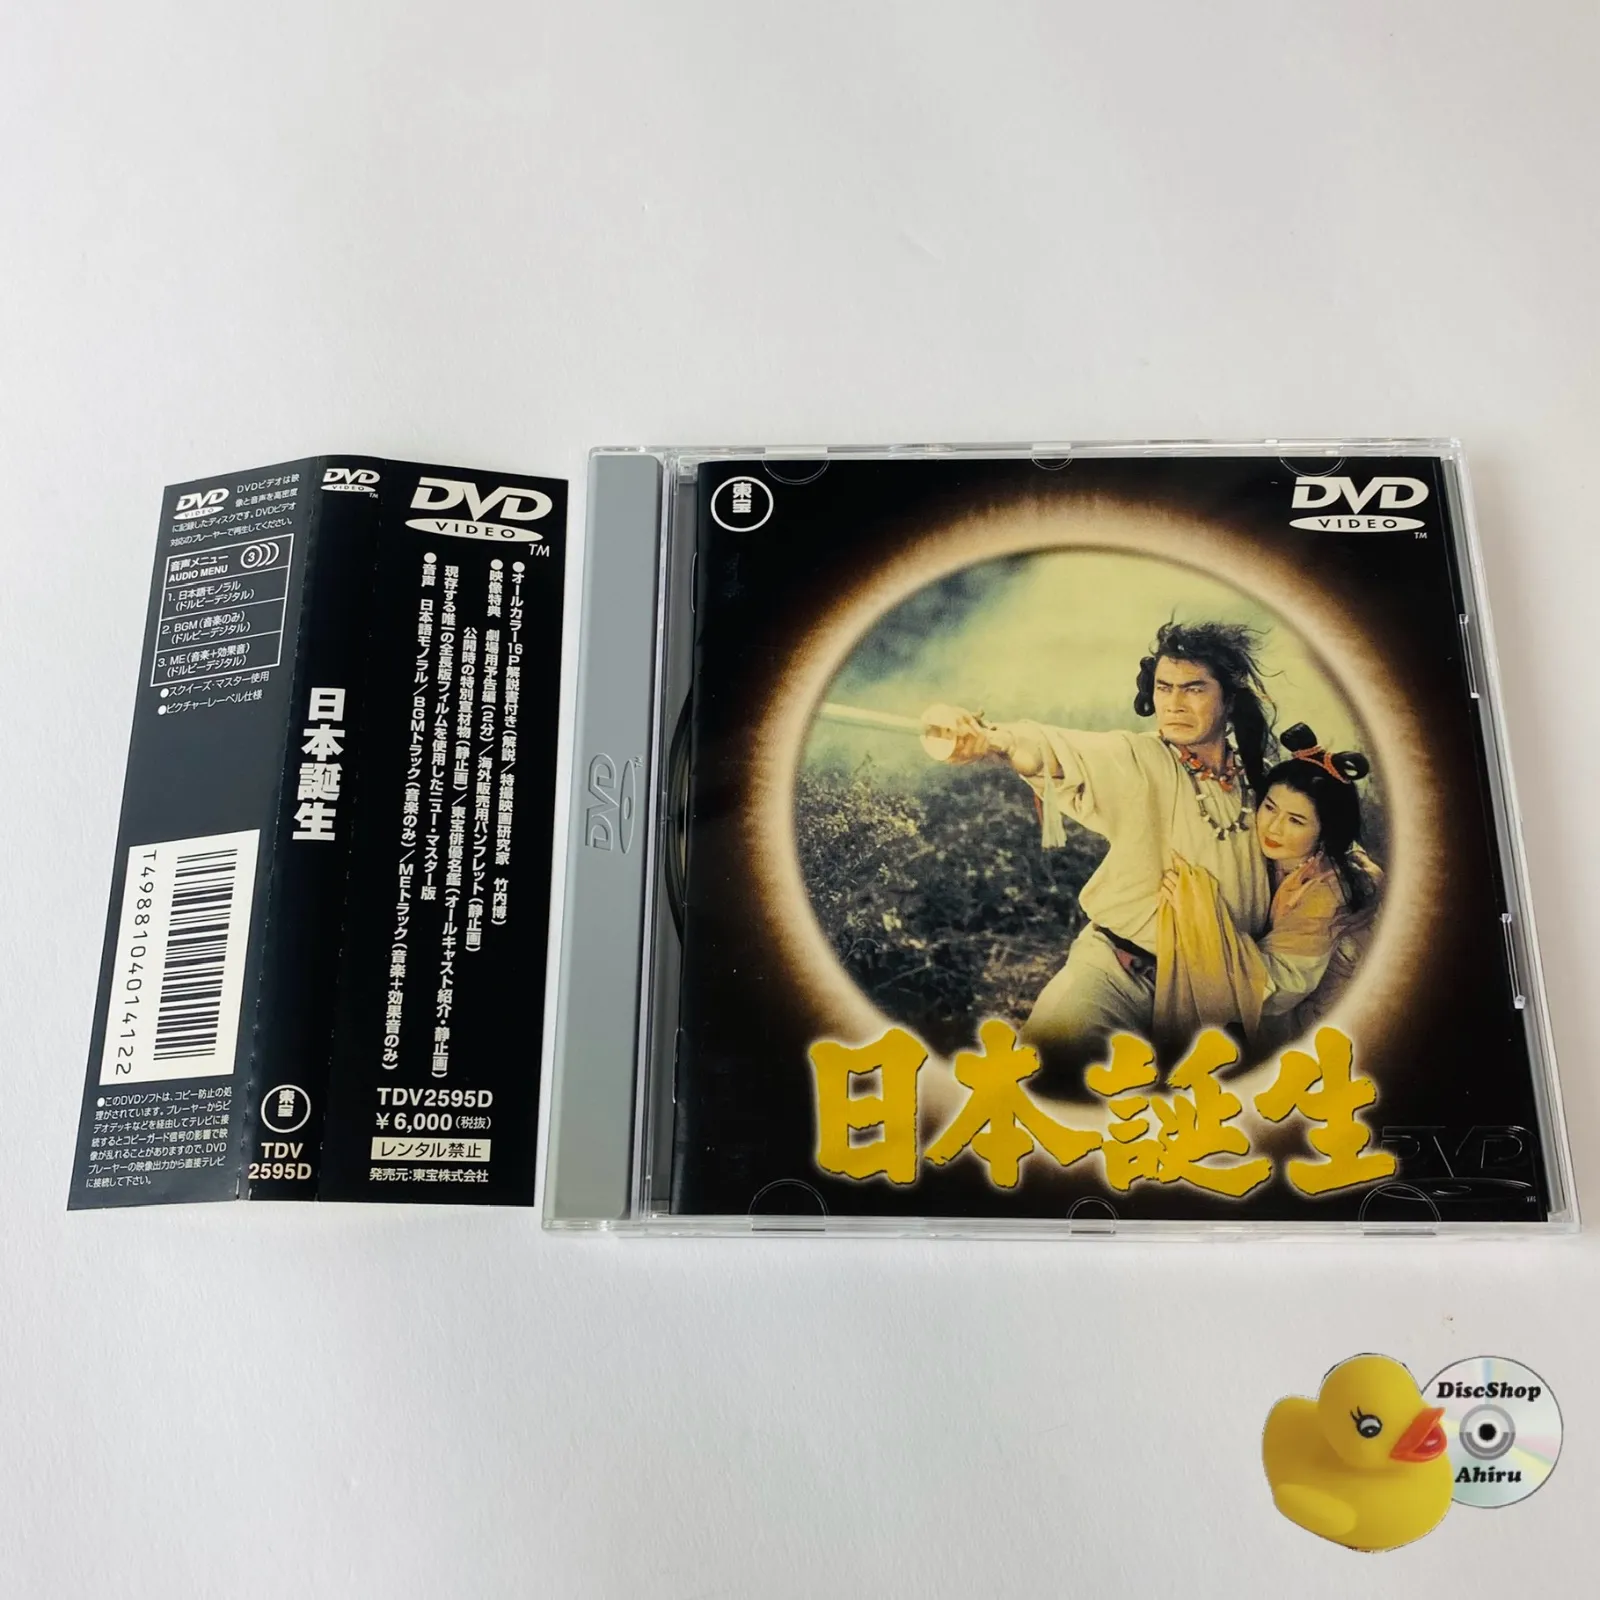 DVD
VIDEO
DVDビデオは映
像と音声を高密度
に記録したディスクです。DVDビデオ
対応のプレーヤーで再生してください。
音声メニュー
AUDIO MENU
3
1. 日本語モノラル
(ドルビーデジタル)
2. BGM(音楽のみ)
(ドルビーデジタル)
3. ME(音楽+効果音)
(ドルビーデジタル)
●スクイーズ・マスター使用
●ピクチャーレーベル仕様
T4988104014122
●このDVDソフトは、コピー防止の処
理がされています。プレーヤーからビ
デオデッキなどを経由してテレビに接
続するとコピーガード信号の影響で映
像が乱れることがありますので、DVD
プレーヤーの映像出力から直接テレビ
に接続して下さい。
DVD
VIDEO
TM
日本誕生
東宝
TDV
2595D
DVD
VIDEO
TM
●オールカラー16P解説書付き(解説/特撮映画研究家 竹内博)
●映像特典 劇場用予告編(2分)/海外販売用パンフレット(静止画)
公開時の特別宣材物(静止画)/東宝俳優名鑑(オールキャスト紹介・静止画)
現存する唯一の全長版フィルムを使用したニュー・マスター版
●音声 日本語モノラル/BGMトラック(音楽のみ)/MEトラック(音楽+効果音のみ)
TDV2595D
¥6,000(税抜)
レンタル禁止
発売元:東宝株式会社
DVD
東宝
DVD
VIDEO
TM
日本誕生
DVD
DiscShop
Ahiru